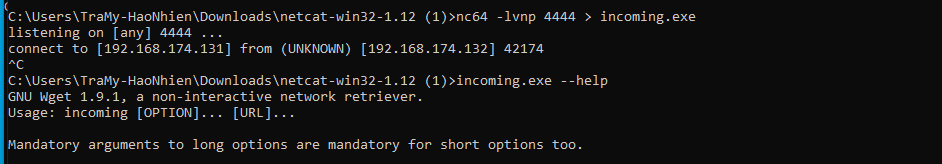 C:\Users\TraMy-HaoNhien\Downloads\netcat-win32-1.12 (1)>nc64 -lvnp 4444 > incoming.exe
listening on [any] 4444 ...
connect to [192.168.174.131] from (UNKNOWN) [192.168.174.132] 42174
^C
C:\Users\TraMy-HaoNhien\Downloads\netcat-win32-1.12 (1)>incoming.exe --help
GNU Wget 1.9.1, a non-interactive network retriever.
Usage: incoming [OPTION]... [URL]...
Mandatory arguments to long options are mandatory for short options too.